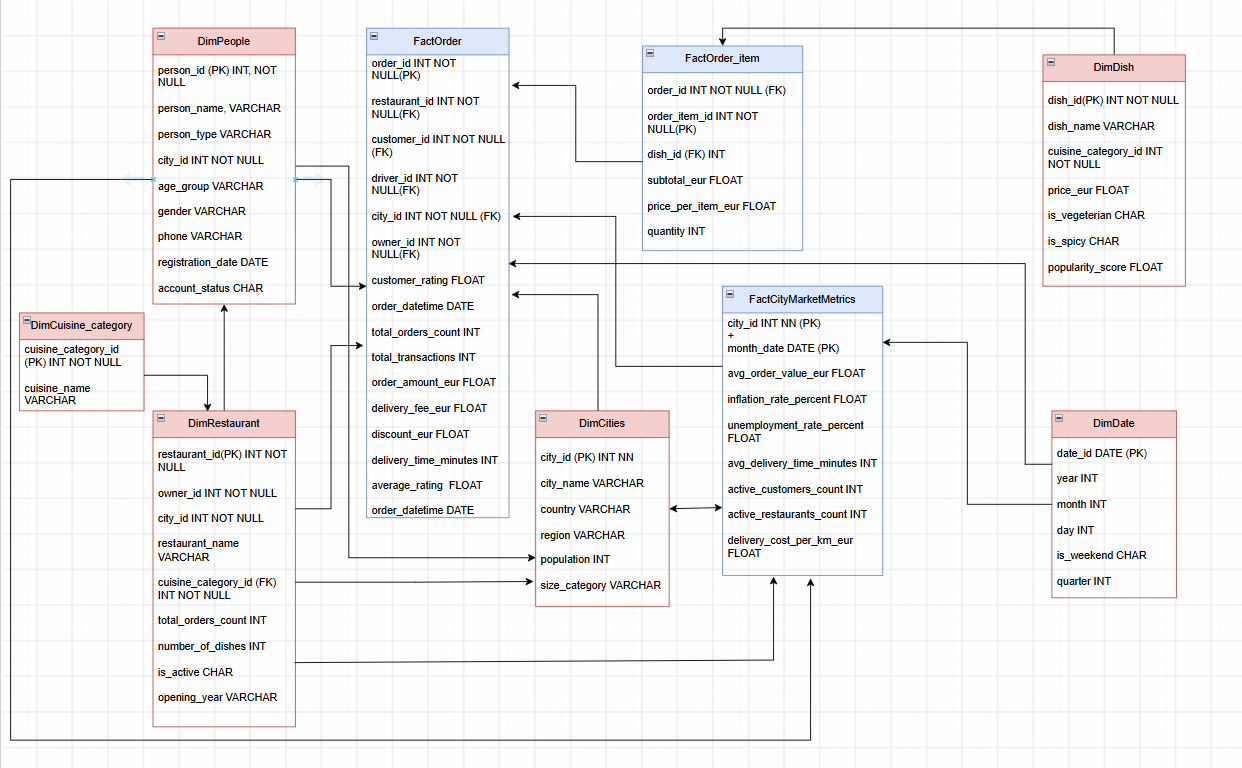 DimPeople
person_id (PK) INT, NOT
NULL
person_name, VARCHAR
person_type VARCHAR
city_id INT NOT NULL
age_group VARCHAR
gender VARCHAR
phone VARCHAR
registration_date DATE
account_status CHAR
FactOrder
order_id INT NOT
NULL(PK)
restaurant_id INT NOT
NULL(FK)
customer_id INT NOT NULL
(FK)
driver_id INT NOT
NULL(FK)
city_id INT NOT NULL (FK)
owner_id INT NOT
NULL(FK)
customer_rating FLOAT
order_datetime DATE
total_orders_count INT
total_transactions INT
order_amount_eur FLOAT
delivery_fee_eur FLOAT
discount_eur FLOAT
delivery_time_minutes INT
average_rating FLOAT
order_datetime DATE
FactOrder_item
order_id INT NOT NULL (FK)
order_item_id INT NOT
NULL(PK)
dish_id (FK) INT
subtotal_eur FLOAT
price_per_item_eur FLOAT
quantity INT
DimDish
dish_id(PK) INT NOT NULL
dish_name VARCHAR
cuisine_category_id INT
NOT NULL
price_eur FLOAT
is_vegeterian CHAR
is_spicy CHAR
popularity_score FLOAT
DimCuisine_category
cuisine_category_id
(PK) INT NOT NULL
cuisine_name
VARCHAR
DimRestaurant
restaurant_id(PK) INT NOT
NULL
owner_id INT NOT NULL
city_id INT NOT NULL
restaurant_name
VARCHAR
cuisine_category_id (FK)
INT NOT NULL
total_orders_count INT
number_of_dishes INT
is_active CHAR
opening_year VARCHAR
DimCities
city_id (PK) INT NN
city_name VARCHAR
country VARCHAR
region VARCHAR
population INT
size_category VARCHAR
FactCityMarketMetrics
city_id INT NN (PK)
+
month_date DATE (PK)
avg_order_value_eur FLOAT
inflation_rate_percent FLOAT
unemployment_rate_percent
FLOAT
avg_delivery_time_minutes INT
active_customers_count INT
active_restaurants_count INT
delivery_cost_per_km_eur
FLOAT
DimDate
date_id DATE (PK)
year INT
month INT
day INT
is_weekend CHAR
quarter INT